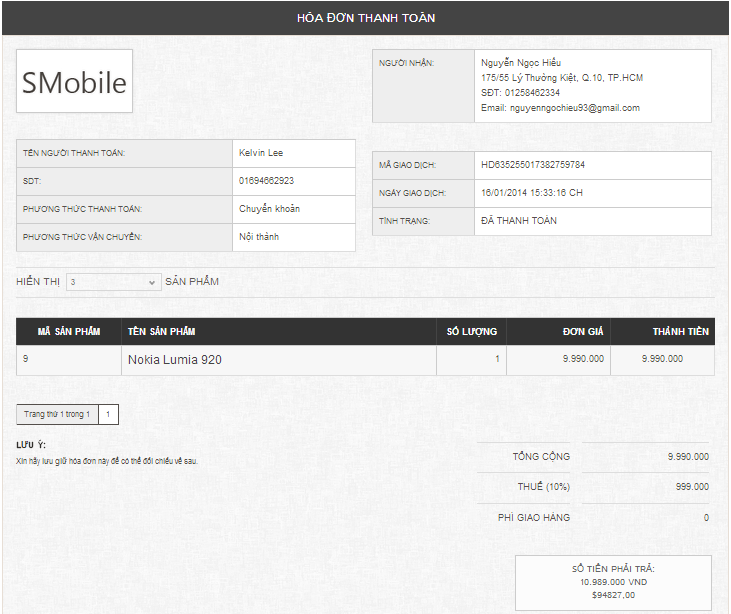 HÓA ĐƠN THANH TOÁN
SMobile
NGƯỜI NHẬN:
Nguyễn Ngọc Hiếu
175/55 Lý Thường Kiệt, Q.10, TP.HCM
SĐT: 01258462334
Email: nguyenngochieu93@gmail.com
TÊN NGƯỜI THANH TOÁN: Kelvin Lee
SDT: 01694662923
PHƯƠNG THỨC THANH TOÁN: Chuyển khoản
PHƯƠNG THỨC VẬN CHUYỂN: Nội thành
MÃ GIAO DỊCH: HD635255017382759784
NGÀY GIAO DỊCH: 16/01/2014 15:33:16 CH
TÌNH TRẠNG: ĐÃ THANH TOÁN
HIỂN THỊ 3 SẢN PHẨM
MÃ SẢN PHẨM TÊN SẢN PHẨM SỐ LƯỢNG ĐƠN GIÁ THÀNH TIỀN
9 Nokia Lumia 920 1 9.990.000 9.990.000
Trang thứ 1 trong 1 1
LƯU Ý:
Xin hãy lưu giữ hóa đơn này để có thể đối chiếu về sau.
TỔNG CỘNG 9.990.000
THUẾ (10%) 999.000
PHÍ GIAO HÀNG 0
SỐ TIỀN PHẢI TRẢ:
10.989.000 VND
$94827.00